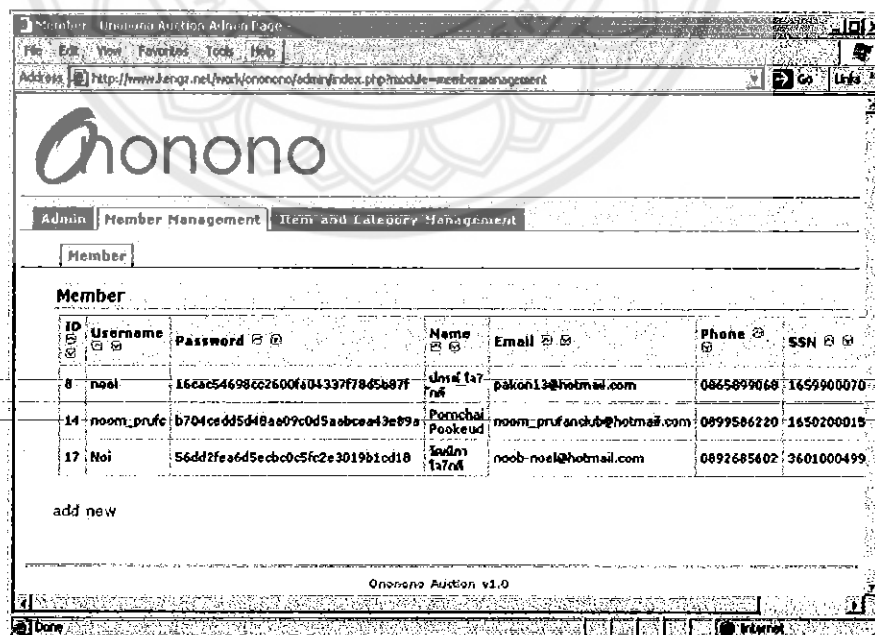 Member - Ononono Auction Admin Page -
File Edit View Favorites Tools Help
Address http://www.kengz.net/work/ononono/admin/index.php?module=membermanagement Go Links
Ononono
Admin Member Management Item and Category Management
Member
Member
ID Username Password Name Email Phone SSN
8 noel pakon13@hotmail.com 0865899068 1659900070
14 noom_prufc b704cedd5d48aa09c0d5aabcea43e89a Pornchai Pookeud noom_prufanclub@hotmail.com 0899586220 1650200015
17 Noi 56dd2fea6d5ecbc0c5fc2e3019b1cd18 noob-noel@hotmail.com 0892685602 3601000499
add new
Ononono Auction v1.0
Done Internet